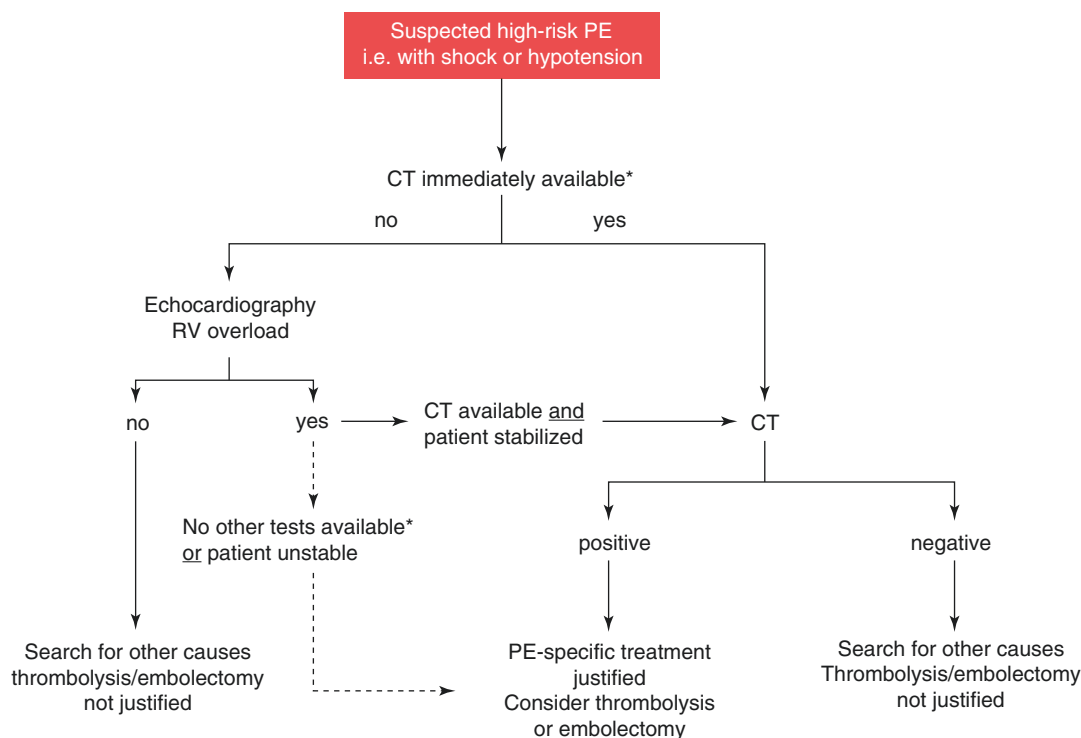 Suspected high-risk PE
i.e. with shock or hypotension
CT immediately available*
no
yes
Echocardiography
RV overload
no
yes
CT available and
patient stabilized
CT
No other tests available*
or patient unstable
positive
negative
Search for other causes
thrombolysis/embolectomy
not justified
PE-specific treatment
justified
Consider thrombolysis
or embolectomy
Search for other causes
Thrombolysis/embolectomy
not justified